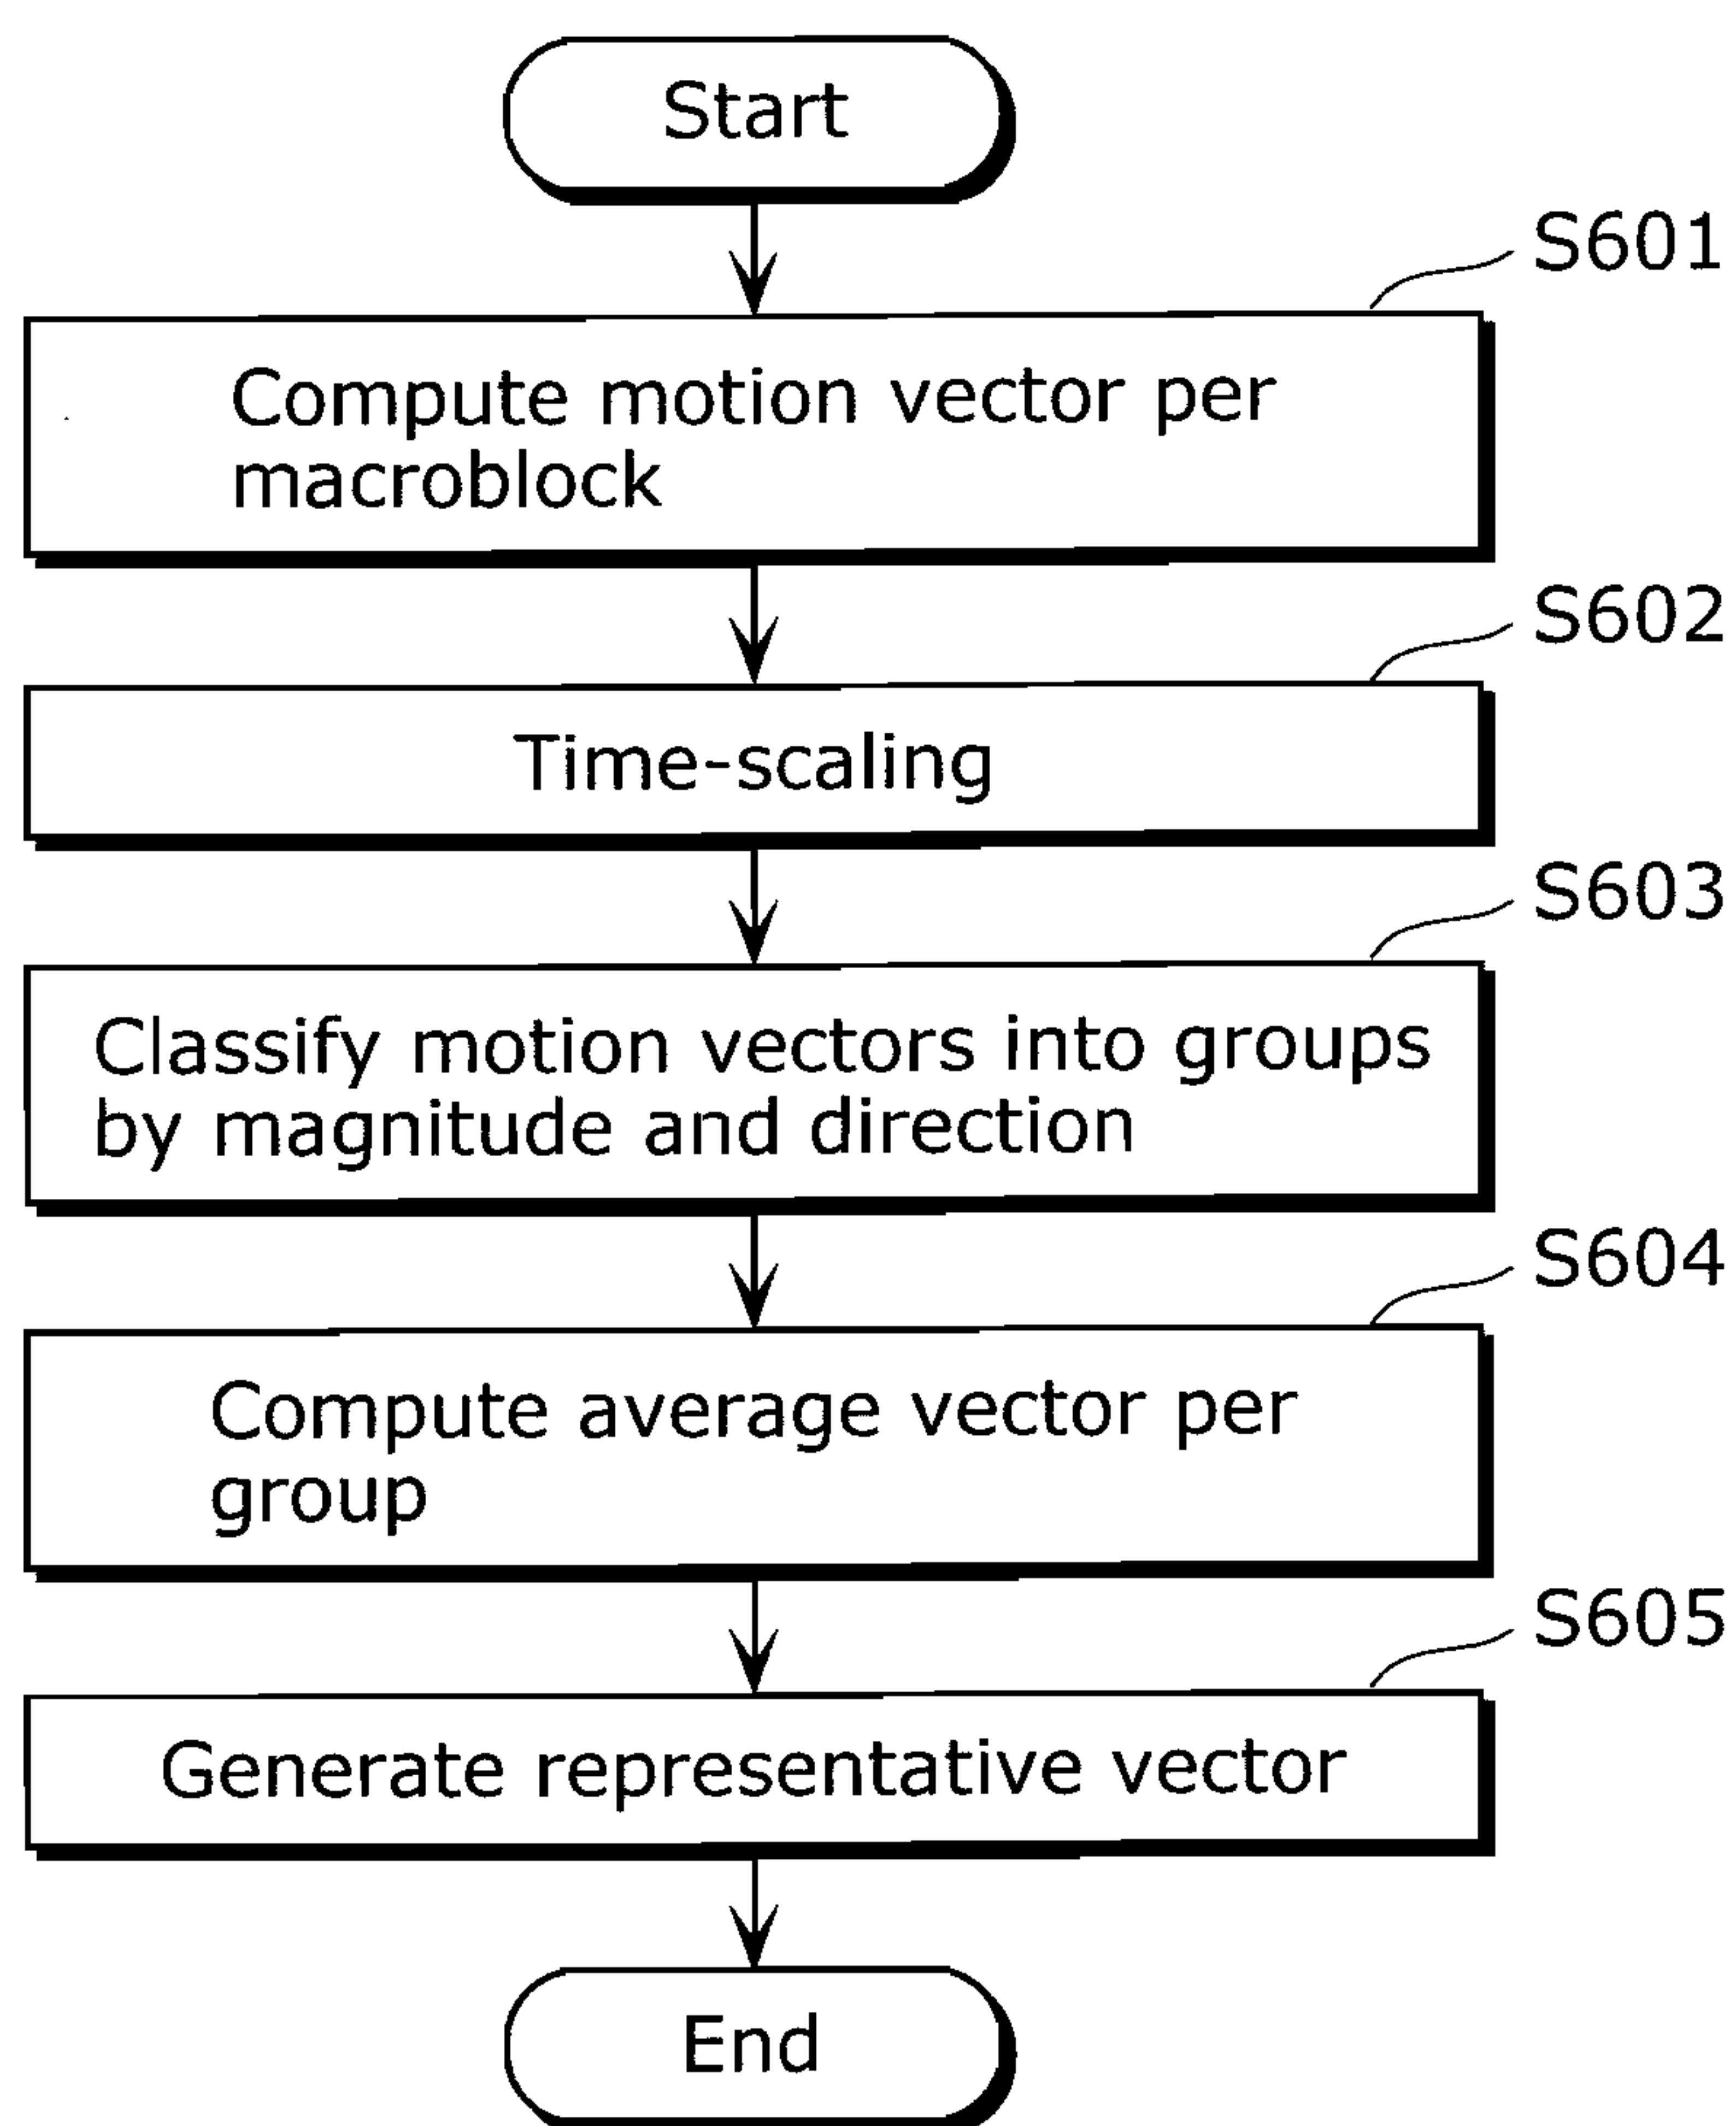 Start
S601
Compute motion vector per
macroblock
S602
Time-scaling
S603
Classify motion vectors into groups
by magnitude and direction
S604
Compute average vector per
group
S605
Generate representative vector
End